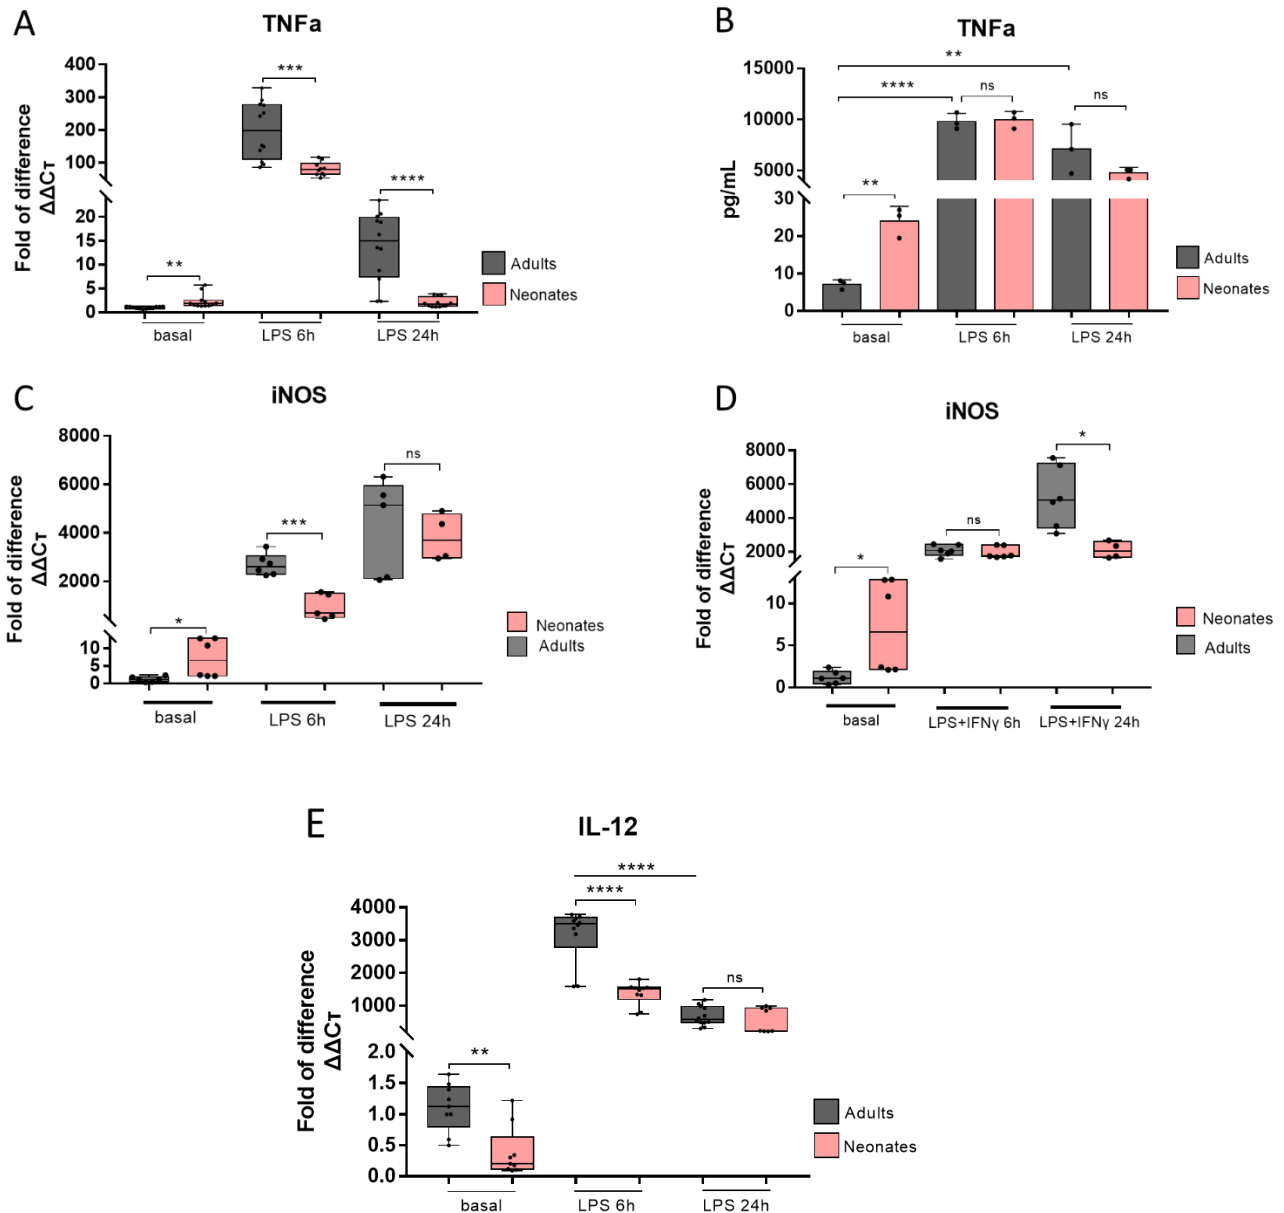 A
TNFa
400
300
200
100
20
15
10
5
0
Fold of difference
ΔΔCт
***
****
**
basal
LPS 6h
LPS 24h
Adults
Neonates
B
TNFa
15000
10000
5000
30
20
10
0
pg/mL
**
****
ns
ns
**
basal
LPS 6h
LPS 24h
Adults
Neonates
C
iNOS
8000
6000
4000
2000
10
5
0
Fold of difference
ΔΔCт
ns
***
*
basal
LPS 6h
LPS 24h
Neonates
Adults
D
iNOS
8000
6000
4000
2000
10
5
0
Fold of difference
ΔΔCт
*
ns
*
basal
LPS+IFNγ 6h
LPS+IFNγ 24h
Neonates
Adults
E
IL-12
4000
3000
2000
1000
2.0
1.5
1.0
0.5
0.0
Fold of difference
ΔΔCт
****
****
ns
**
basal
LPS 6h
LPS 24h
Adults
Neonates